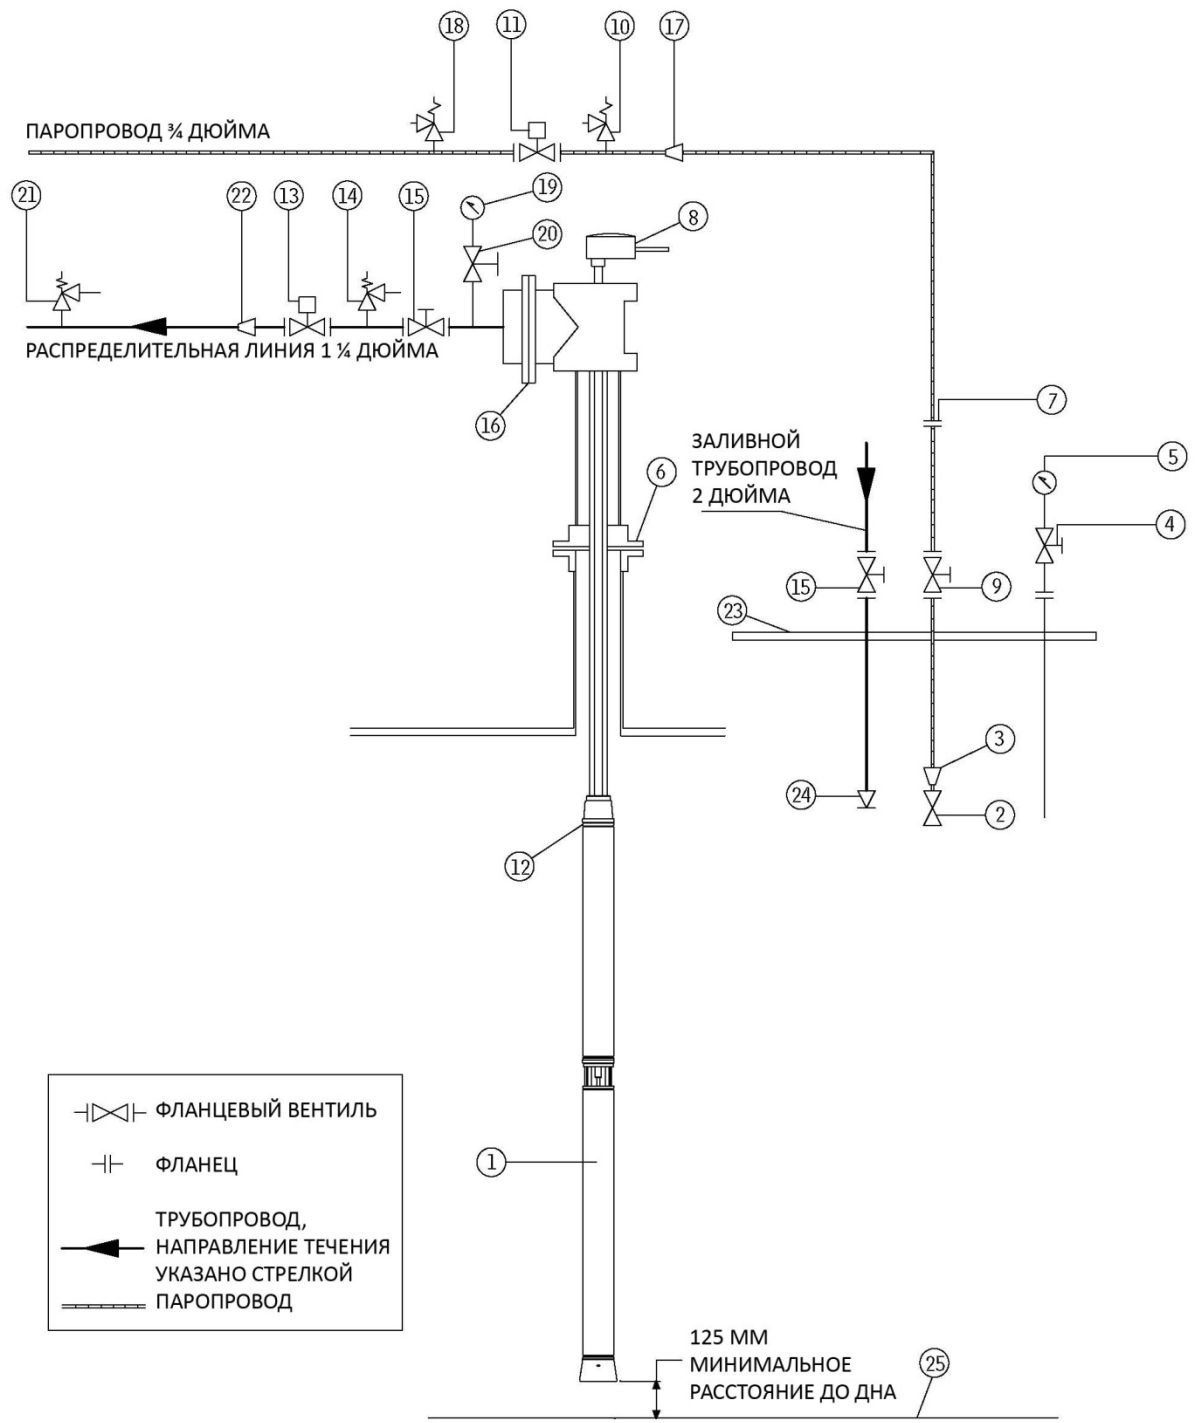 18
11
10
17
ПАРОПРОВОД ¾ ДЮЙМА
21
22
13
14
15
19
20
8
РАСПРЕДЕЛИТЕЛЬНАЯ ЛИНИЯ 1 ¼ ДЮЙМА
16
7
ЗАЛИВНОЙ
ТРУБОПРОВОД
2 ДЮЙМА
6
5
4
15
9
23
3
24
2
12
1
ФЛАНЦЕВЫЙ ВЕНТИЛЬ
ФЛАНЕЦ
ТРУБОПРОВОД,
НАПРАВЛЕНИЕ ТЕЧЕНИЯ
УКАЗАНО СТРЕЛКОЙ
ПАРОПРОВОД
125 ММ
МИНИМАЛЬНОЕ
РАССТОЯНИЕ ДО ДНА
25